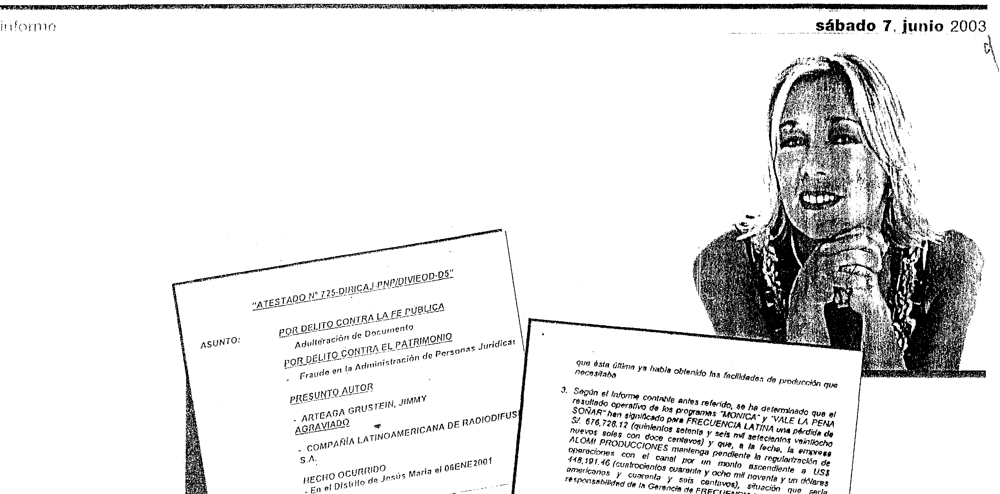 informe
sábado 7, junio 2003
"ATESTADO Nº 725-DIRICAJ-PNP/DIVIEOD-D5"
ASUNTO:
POR DELITO CONTRA LA FE PÚBLICA
Adulteración de Documento
POR DELITO CONTRA EL PATRIMONIO
- Fraude en la Administración de Personas Juridicas
PRESUNTO AUTOR
- ARTEAGA GRUSTEIN, JIMMY
AGRAVIADO
- COMPAÑÍA LATINOAMERICANA DE RADIODIFUS
S.A.
HECHO OCURRIDO
- En el Distrito de Jesús María el 06ENE2001
que ésta última ya había obtenido las facilidades de producción que
necesitaba
3. Según el Informe contable antes referido, se ha determinado que el
resultado operativo de los programas "MONICA" y "VALE LA PENA
SOÑAR" han significado para FRECUENCIA LATINA una pérdida de
S/. 676,728.12 (quinientos setenta y seis mil setecientos veintiocho
nuevos soles con doce centavos) y que, a la fecha, la empresa
ALOMI PRODUCCIONES mantenga pendiente la regularización de
operaciones con el canal por un monto ascendiente a US$
448,191.46 (cuatrocientos cuarenta y ocho mil noventa y un dólares
americanos y cuarenta y seis centavos), situación que sería
responsabilidad de la Gerencia de